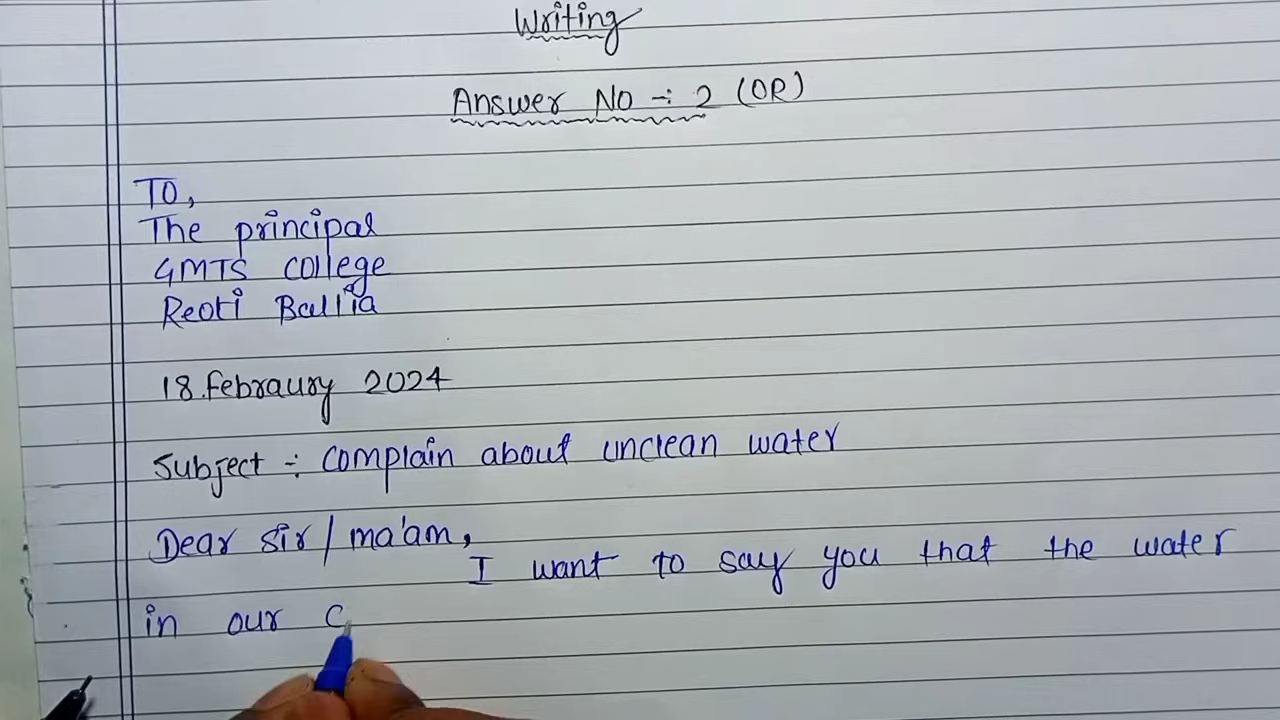 Writing
Answer No -: 2 (OR)
To,
The principal
GMTS college
Reoti Ballia
18.Febraury 2024
Subject :- complain about unclean water
Dear sir/ma'am,
I want to say you that the water
in our C